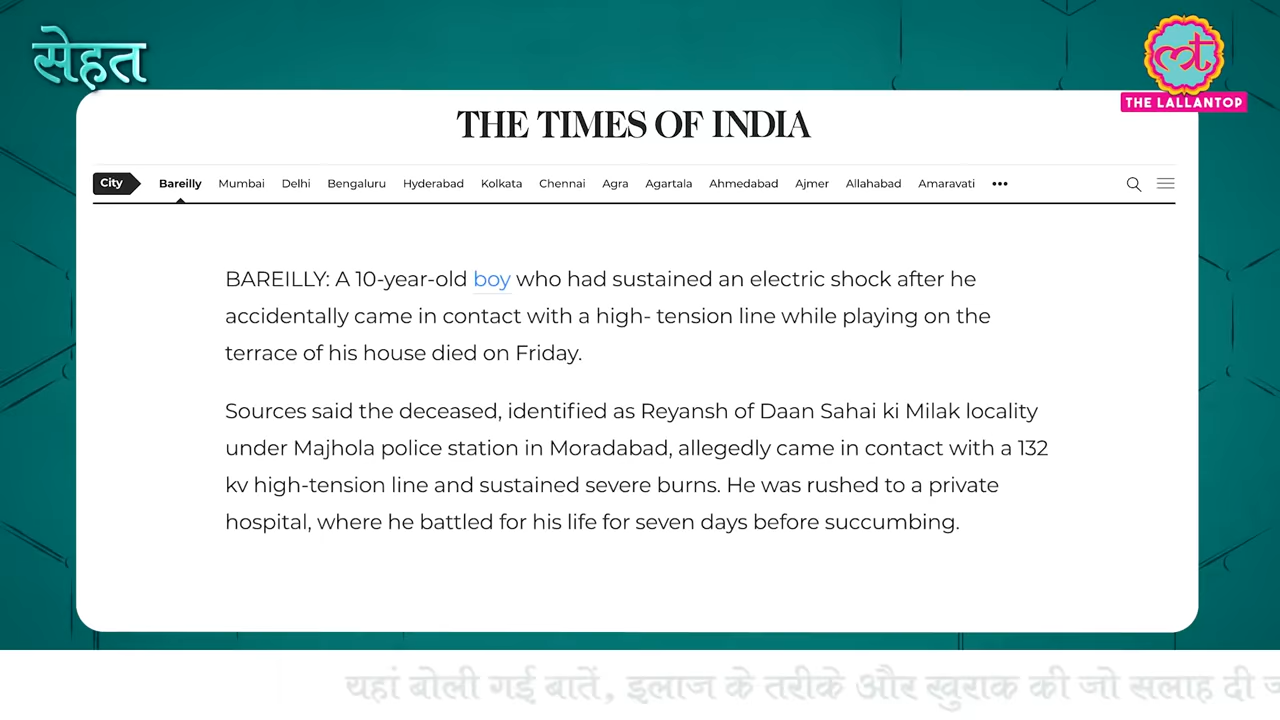 सेहत
THE LALLANTOP
THE TIMES OF INDIA
City Bareilly Mumbai Delhi Bengaluru Hyderabad Kolkata Chennai Agra Agartala Ahmedabad Ajmer Allahabad Amaravati •••
BAREILLY: A 10-year-old boy who had sustained an electric shock after he
accidentally came in contact with a high- tension line while playing on the
terrace of his house died on Friday.
Sources said the deceased, identified as Reyansh of Daan Sahai ki Milak locality
under Majhola police station in Moradabad, allegedly came in contact with a 132
kv high-tension line and sustained severe burns. He was rushed to a private
hospital, where he battled for his life for seven days before succumbing.
यहां बोली गई बातें, इलाज के तरीके और खुराक की जो सलाह दी